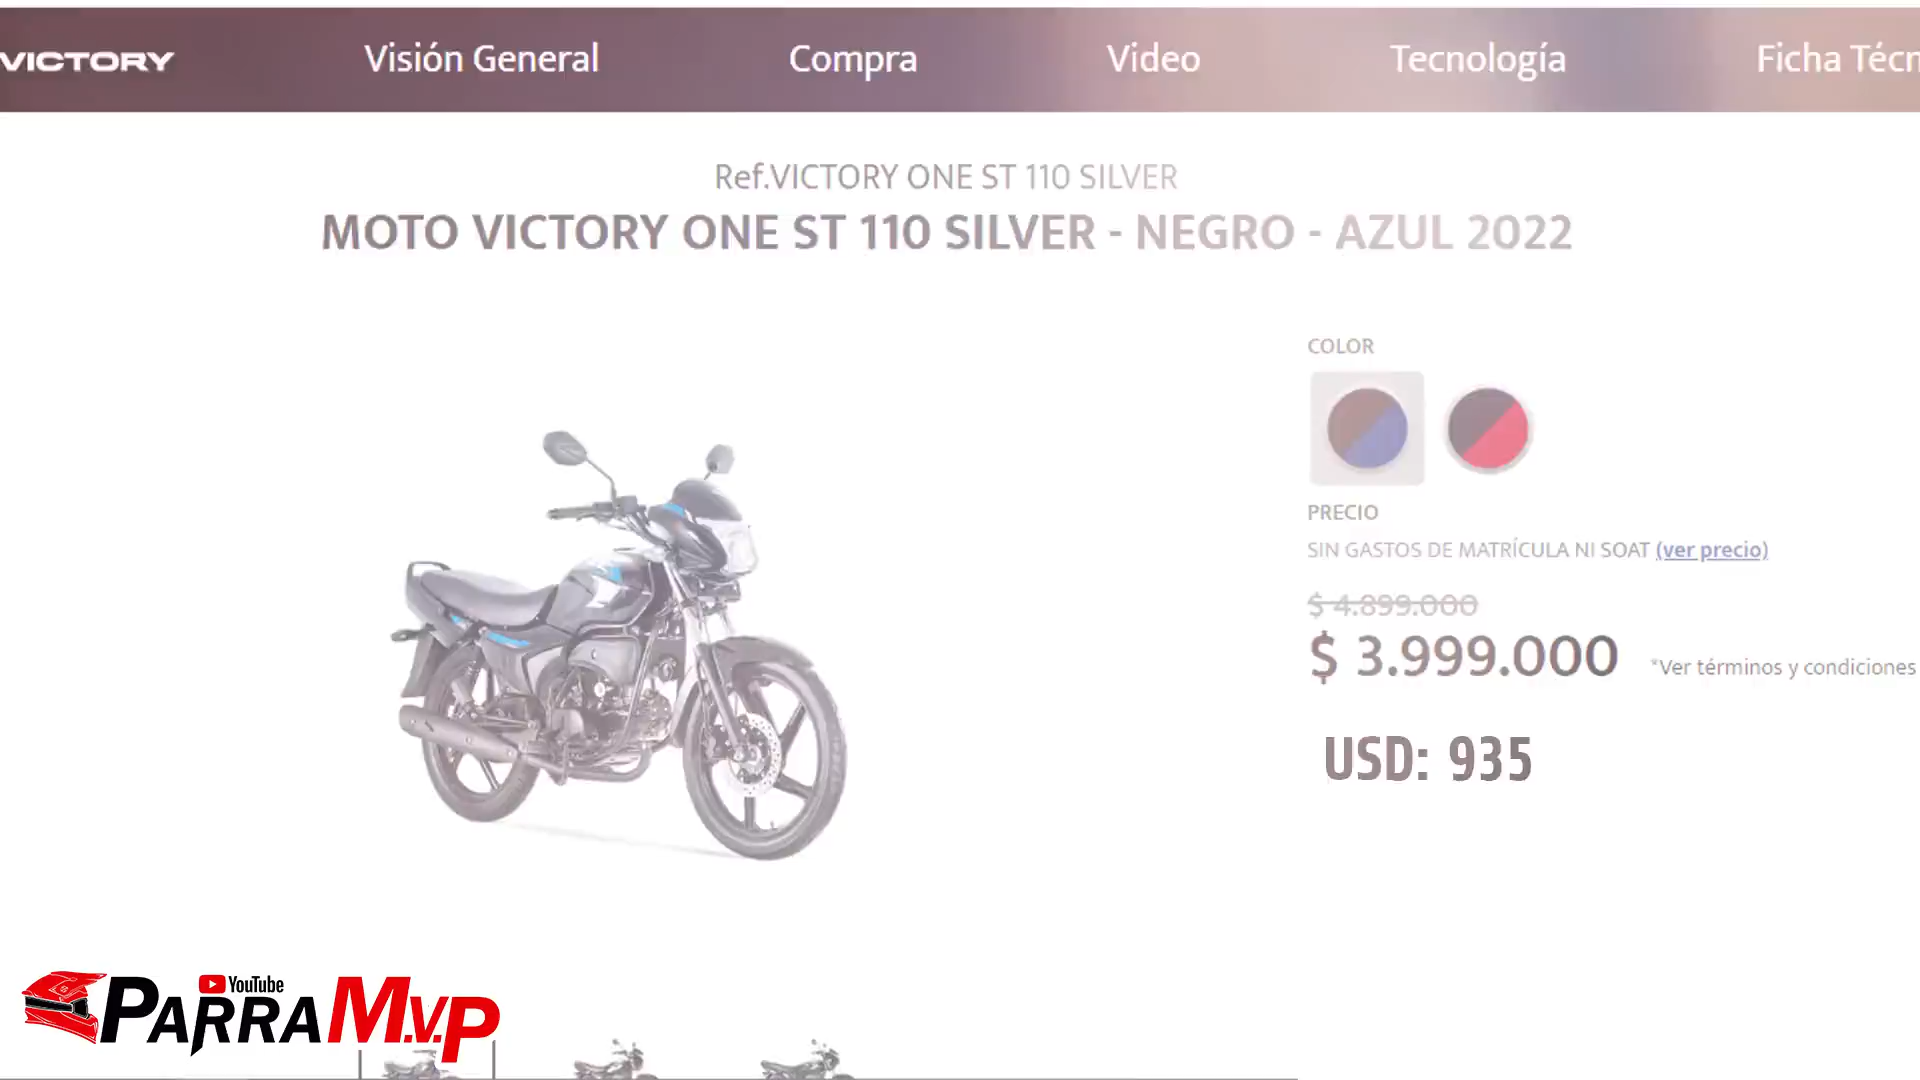 VICTORY
Visión General
Compra
Video
Tecnología
Ficha Técn
Ref.VICTORY ONE ST 110 SILVER
MOTO VICTORY ONE ST 110 SILVER - NEGRO - AZUL 2022
COLOR
PRECIO
SIN GASTOS DE MATRÍCULA NI SOAT (ver precio)
$ 4.899.000
$ 3.999.000 *Ver términos y condiciones
USD: 935
YouTube
PARRA M.V.P